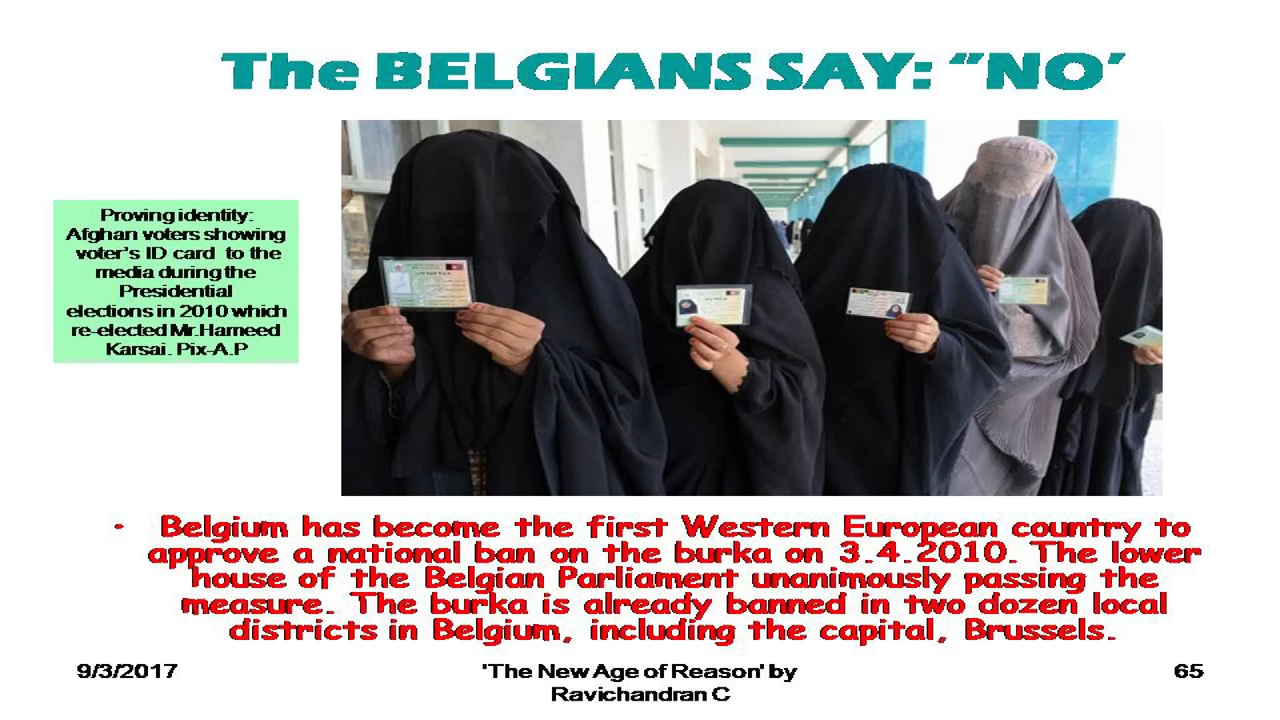 The BELGIANS SAY: “NO’
Proving identity:
Afghan voters showing
voter’s ID card to the
media during the
Presidential
elections in 2010 which
re-elected Mr.Hameed
Karsai. Pix-A.P
• Belgium has become the first Western European country to
approve a national ban on the burka on 3.4.2010. The lower
house of the Belgian Parliament unanimously passing the
measure. The burka is already banned in two dozen local
districts in Belgium, including the capital, Brussels.
9/3/2017
'The New Age of Reason' by
Ravichandran C
65